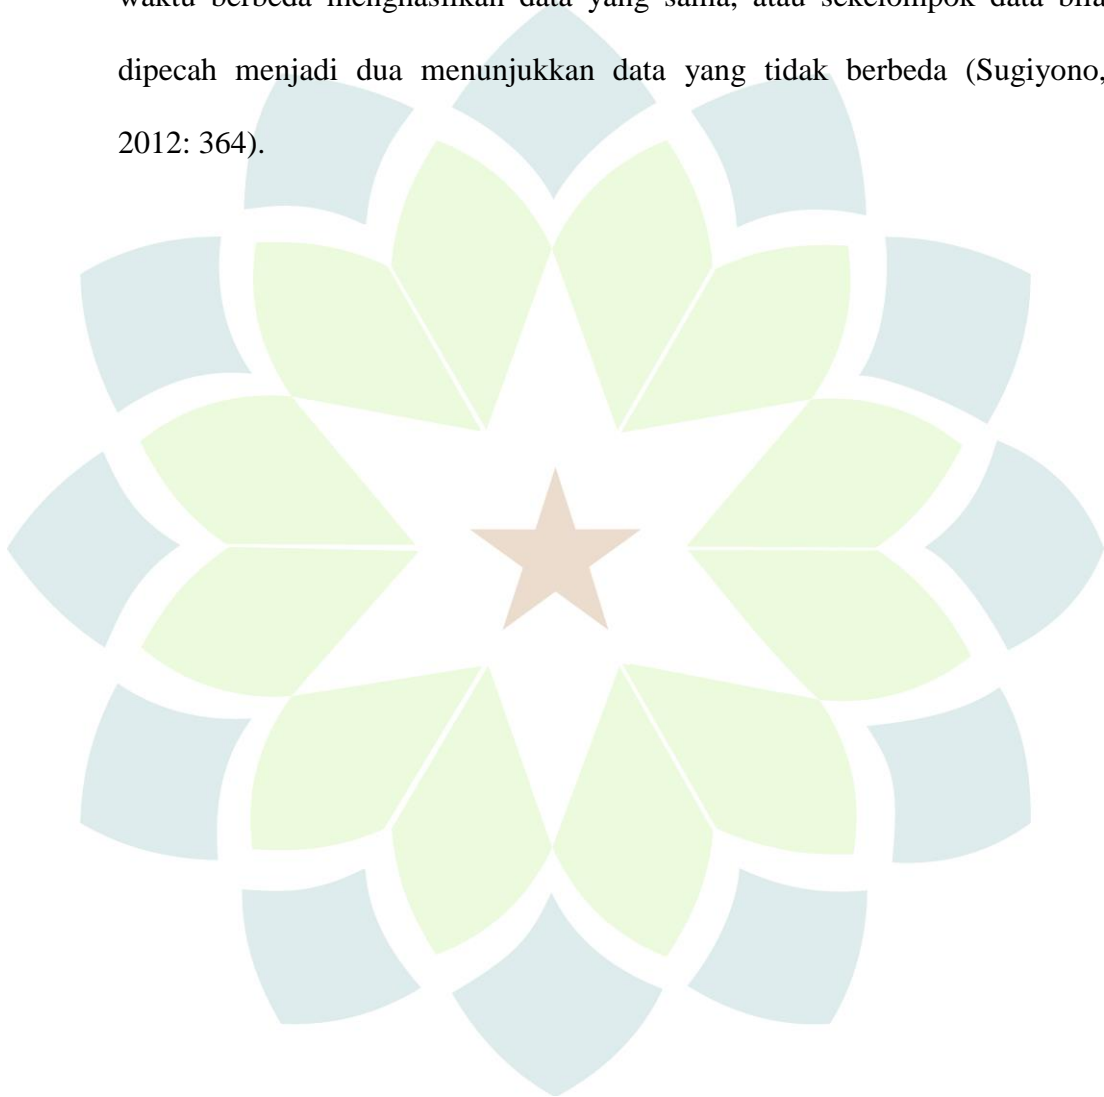 waktu berbeda menghasilkan data yang sama, atau sekelompok data bila
dipecah menjadi dua menunjukkan data yang tidak berbeda (Sugiyono,
2012: 364).